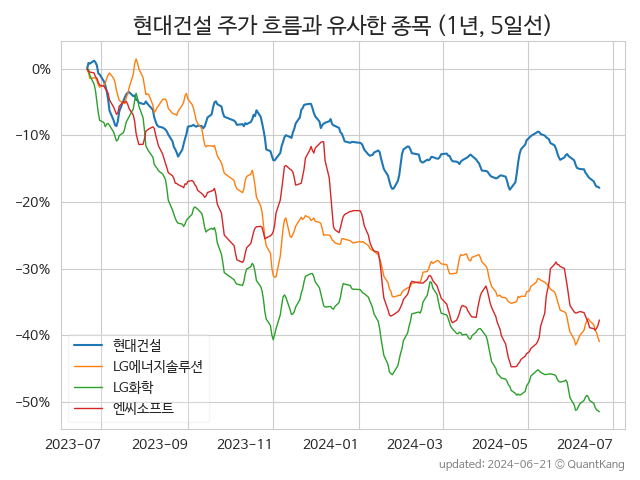 현대건설 주가 흐름과 유사한 종목 (1년, 5일선)
0%
−10%
−20%
−30%
−40%
−50%
현대건설
LG에너지솔루션
LG화학
엔씨소프트
2023-07 2023-09 2023-11 2024-01 2024-03 2024-05 2024-07
updated: 2024-06-21 © QuantKang